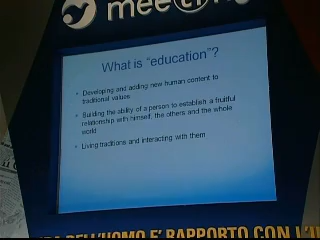 meeting
What is "education"?
• Developing and adding new human content to
traditional values
• Building the ability of a person to establish a fruitful
relationship with himself, the others and the whole
world
• Living traditions and interacting with them
DELL'UOMO E' RAPPORTO CON L'I